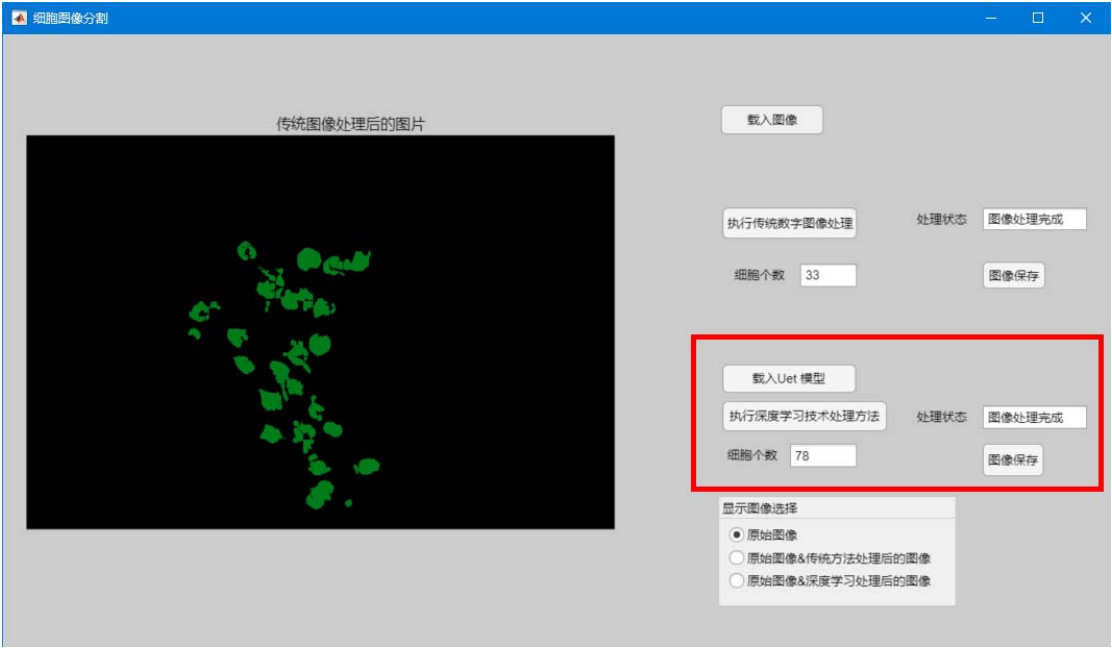 细胞图像分割
传统图像处理后的图片
载入图像
执行传统数字图像处理
处理状态
图像处理完成
细胞个数
33
图像保存
载入Uet 模型
执行深度学习技术处理方法
处理状态
图像处理完成
细胞个数
78
图像保存
显示图像选择
原始图像
原始图像&传统方法处理后的图像
原始图像&深度学习处理后的图像